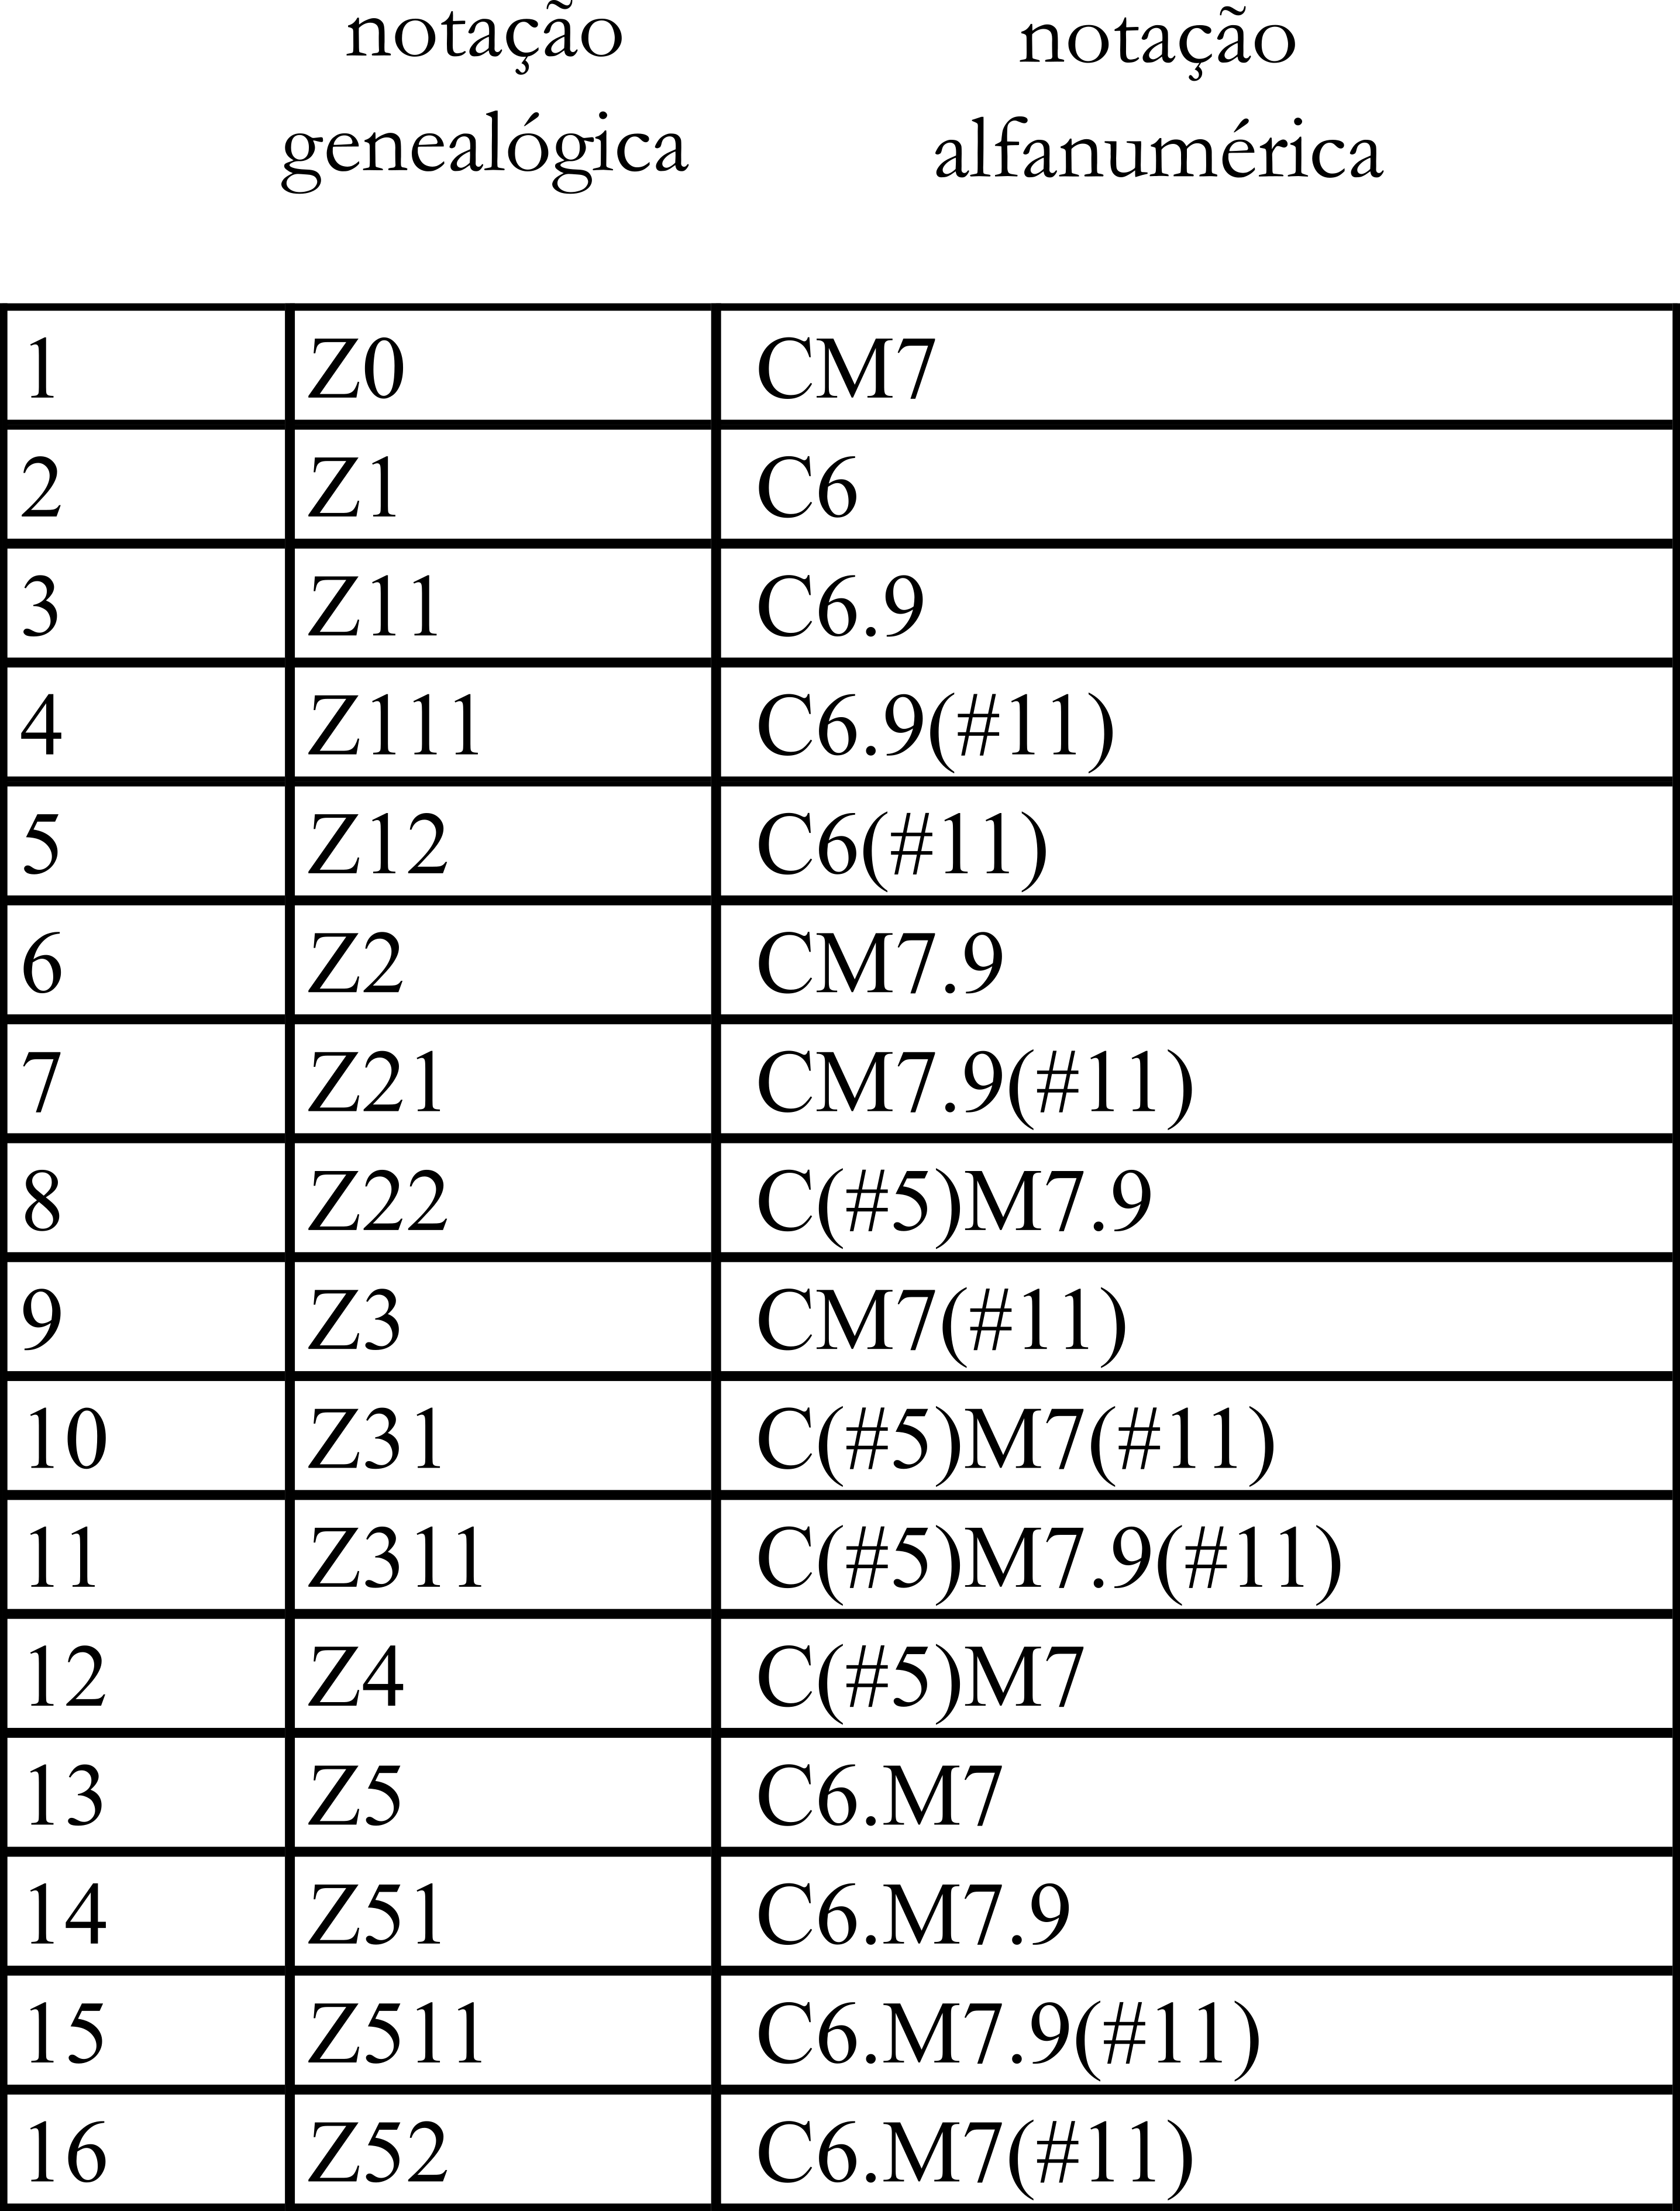 notação notação
genealógica alfanumérica
1 Z0 CM7
2 Z1 C6
3 Z11 C6.9
4 Z111 C6.9(#11)
5 Z12 C6(#11)
6 Z2 CM7.9
7 Z21 CM7.9(#11)
8 Z22 C(#5)M7.9
9 Z3 CM7(#11)
10 Z31 C(#5)M7(#11)
11 Z311 C(#5)M7.9(#11)
12 Z4 C(#5)M7
13 Z5 C6.M7
14 Z51 C6.M7.9
15 Z511 C6.M7.9(#11)
16 Z52 C6.M7(#11)